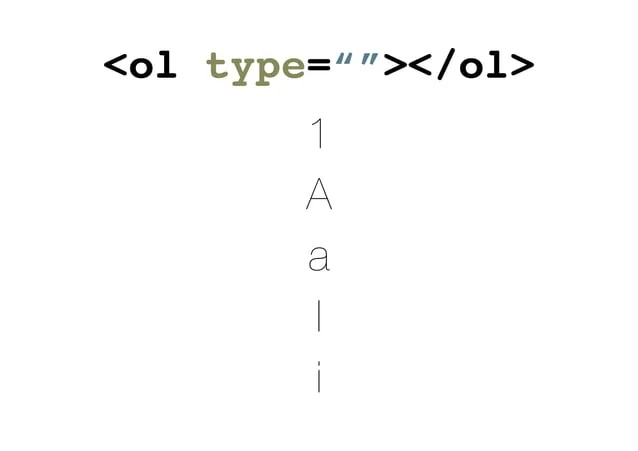 <ol type=“”></ol>
1
A
a
I
i